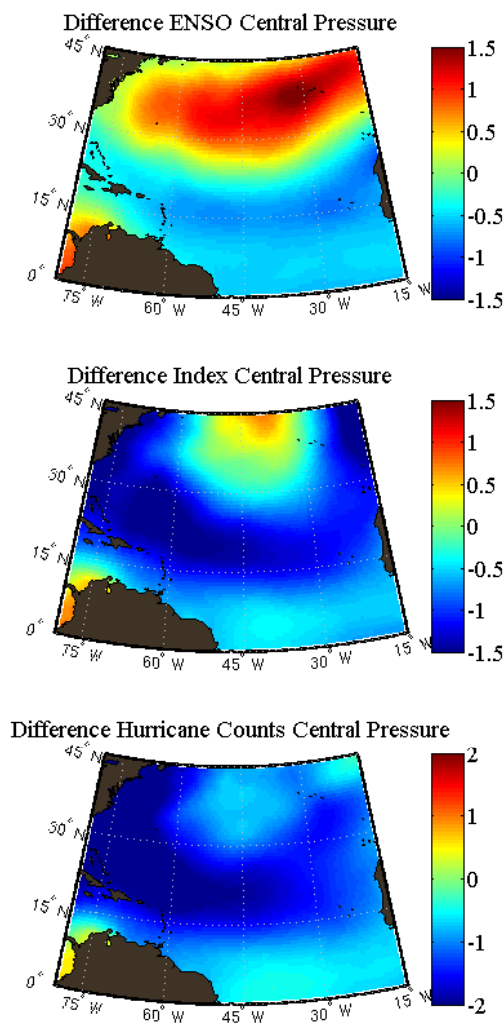 Difference ENSO Central Pressure
45° N
30° N
15° N
0°
75° W
60° W
45° W
30° W
15° W
1.5
1
0.5
0
-0.5
-1
-1.5
Difference Index Central Pressure
45° N
30° N
15° N
0°
75° W
60° W
45° W
30° W
15° W
1.5
1
0.5
0
-0.5
-1
-1.5
Difference Hurricane Counts Central Pressure
45° N
30° N
15° N
0°
75° W
60° W
45° W
30° W
15° W
2
1
0
-1
-2